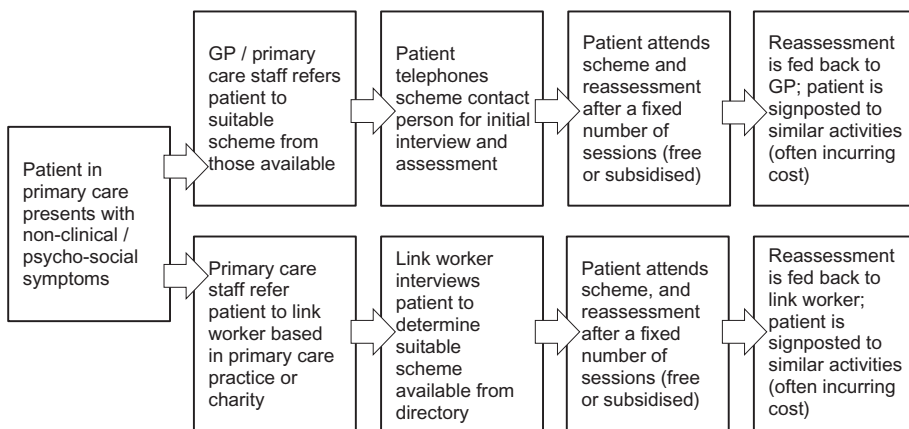 Patient in
primary care
presents with
non-clinical /
psycho-social
symptoms
GP / primary
care staff refers
patient to
suitable
scheme from
those available
Patient
telephones
scheme contact
person for initial
interview and
assessment
Patient attends
scheme and
reassessment
after a fixed
number of
sessions (free
or subsidised)
Reassessment
is fed back to
GP; patient is
signposted to
similar activities
(often incurring
cost)
Primary care
staff refer
patient to link
worker based
in primary care
practice or
charity
Link worker
interviews
patient to
determine
suitable
scheme
available from
directory
Patient attends
scheme, and
reassessment
after a fixed
number of
sessions (free
or subsidised)
Reassessment
is fed back to
link worker;
patient is
signposted to
similar activities
(often incurring
cost)